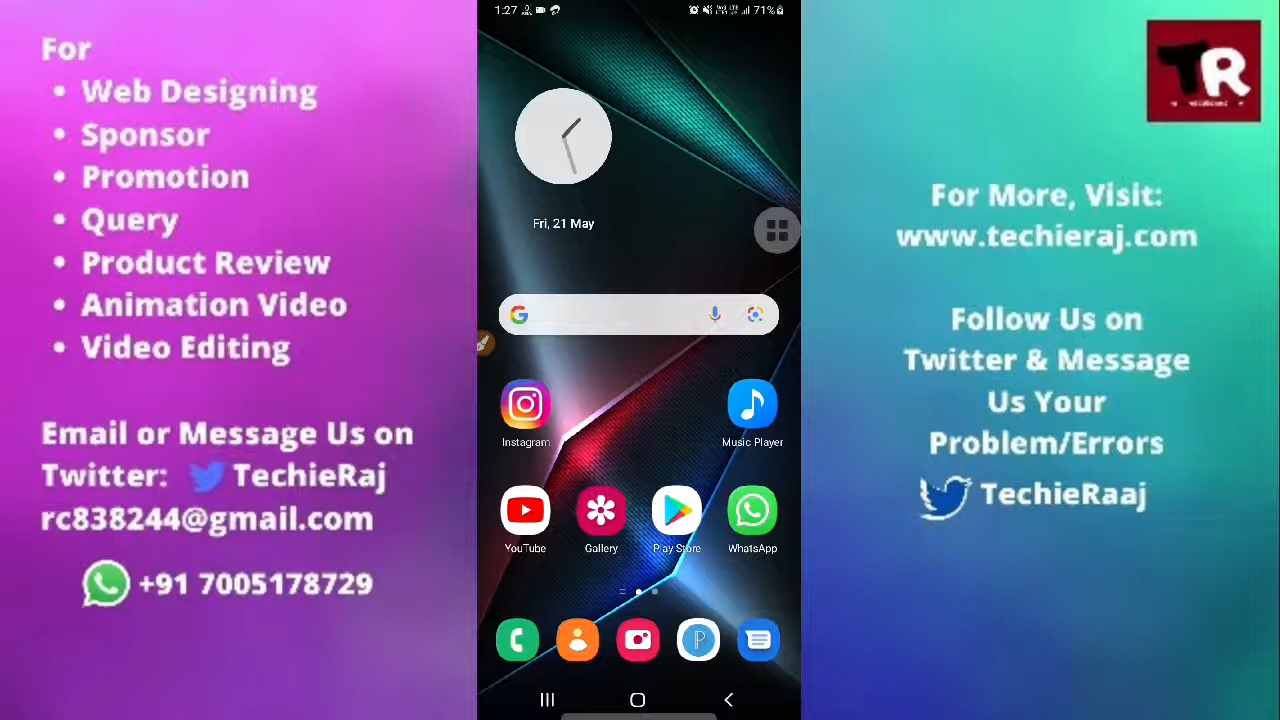 For
• Web Designing
• Sponsor
• Promotion
• Query
• Product Review
• Animation Video
• Video Editing
Email or Message Us on
Twitter: TechieRaj
rc838244@gmail.com
+91 7005178729
1:27
71%
Fri, 21 May
Instagram
Music Player
YouTube
Gallery
Play Store
WhatsApp
TR
For More, Visit:
www.techieraj.com
Follow Us on
Twitter & Message
Us Your
Problem/Errors
TechieRaaj